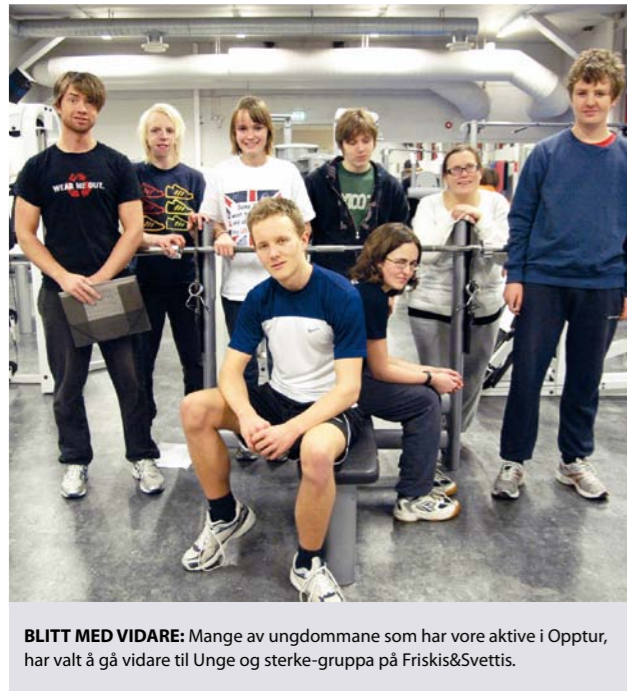 WEAR ME OUT.
BLITT MED VIDARE: Mange av ungdommane som har vore aktive i Opptur,
har valt å gå vidare til Unge og sterke-gruppa på Friskis&Svettis.